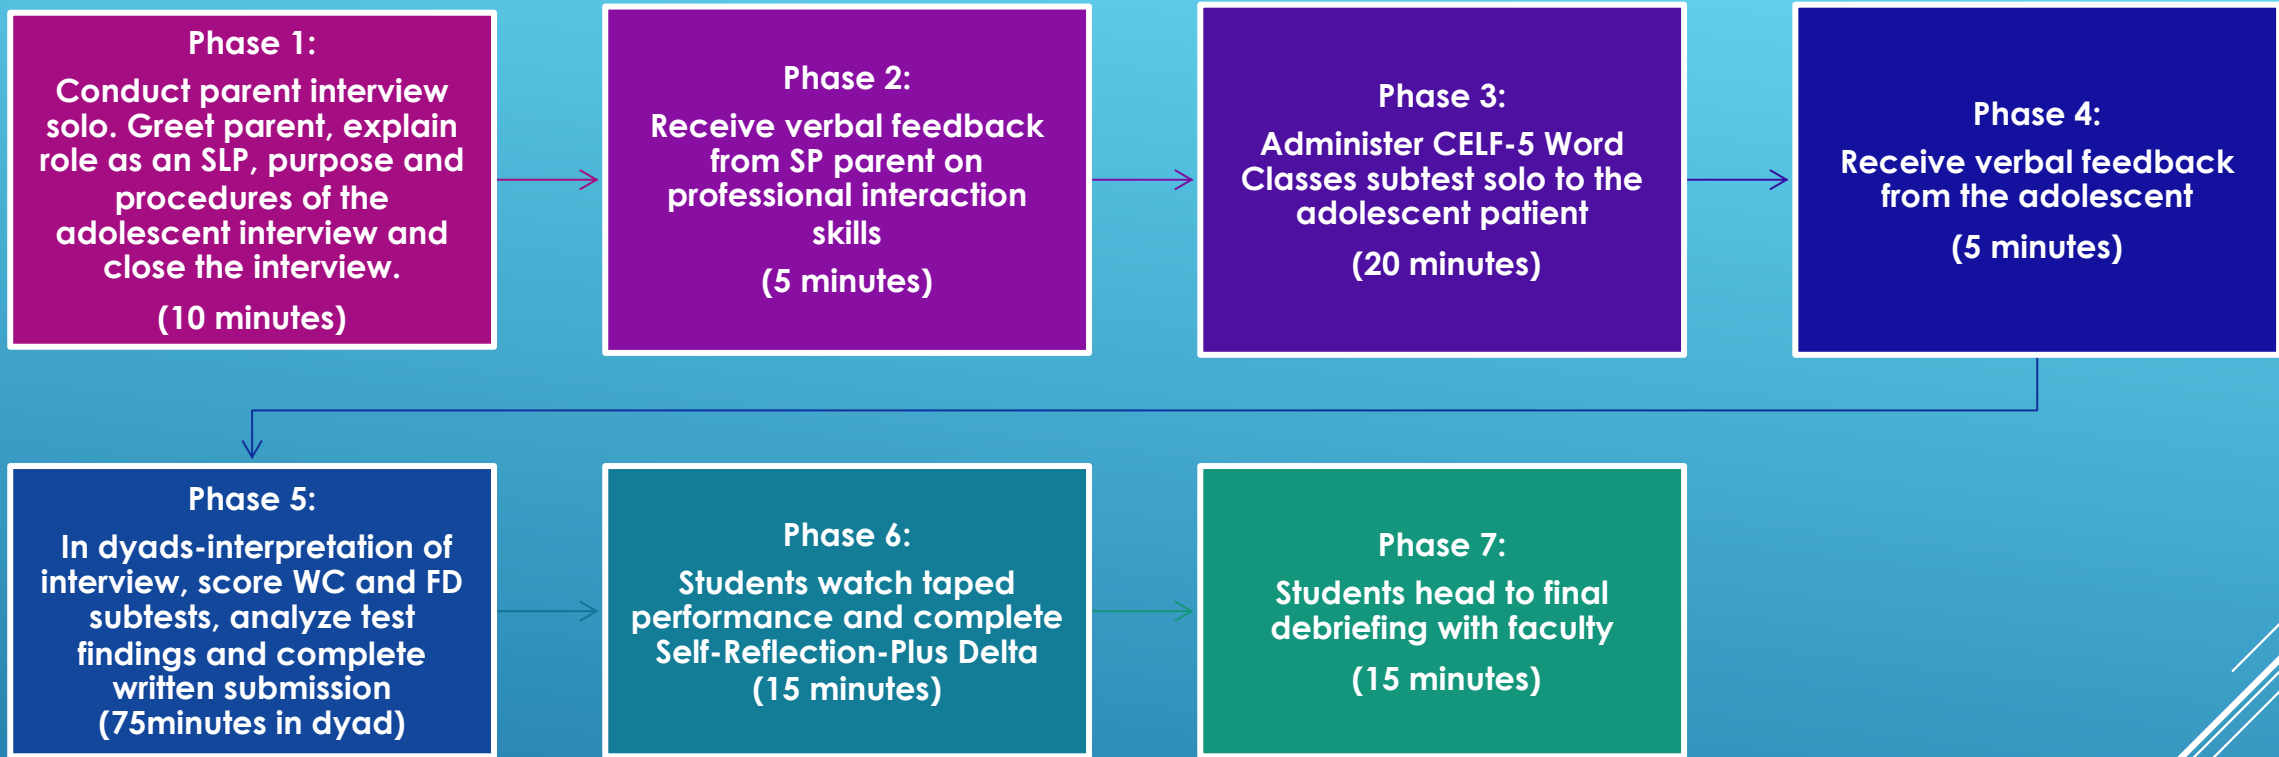 Phase 1:
Conduct parent interview
solo. Greet parent, explain
role as an SLP, purpose and
procedures of the
adolescent interview and
close the interview.
(10 minutes)
Phase 2:
Receive verbal feedback
from SP parent on
professional interaction
skills
(5 minutes)
Phase 3:
Administer CELF-5 Word
Classes subtest solo to the
adolescent patient
(20 minutes)
Phase 4:
Receive verbal feedback
from the adolescent
(5 minutes)
Phase 5:
In dyads-interpretation of
interview, score WC and FD
subtests, analyze test
findings and complete
written submission
(75minutes in dyad)
Phase 6:
Students watch taped
performance and complete
Self-Reflection-Plus Delta
(15 minutes)
Phase 7:
Students head to final
debriefing with faculty
(15 minutes)